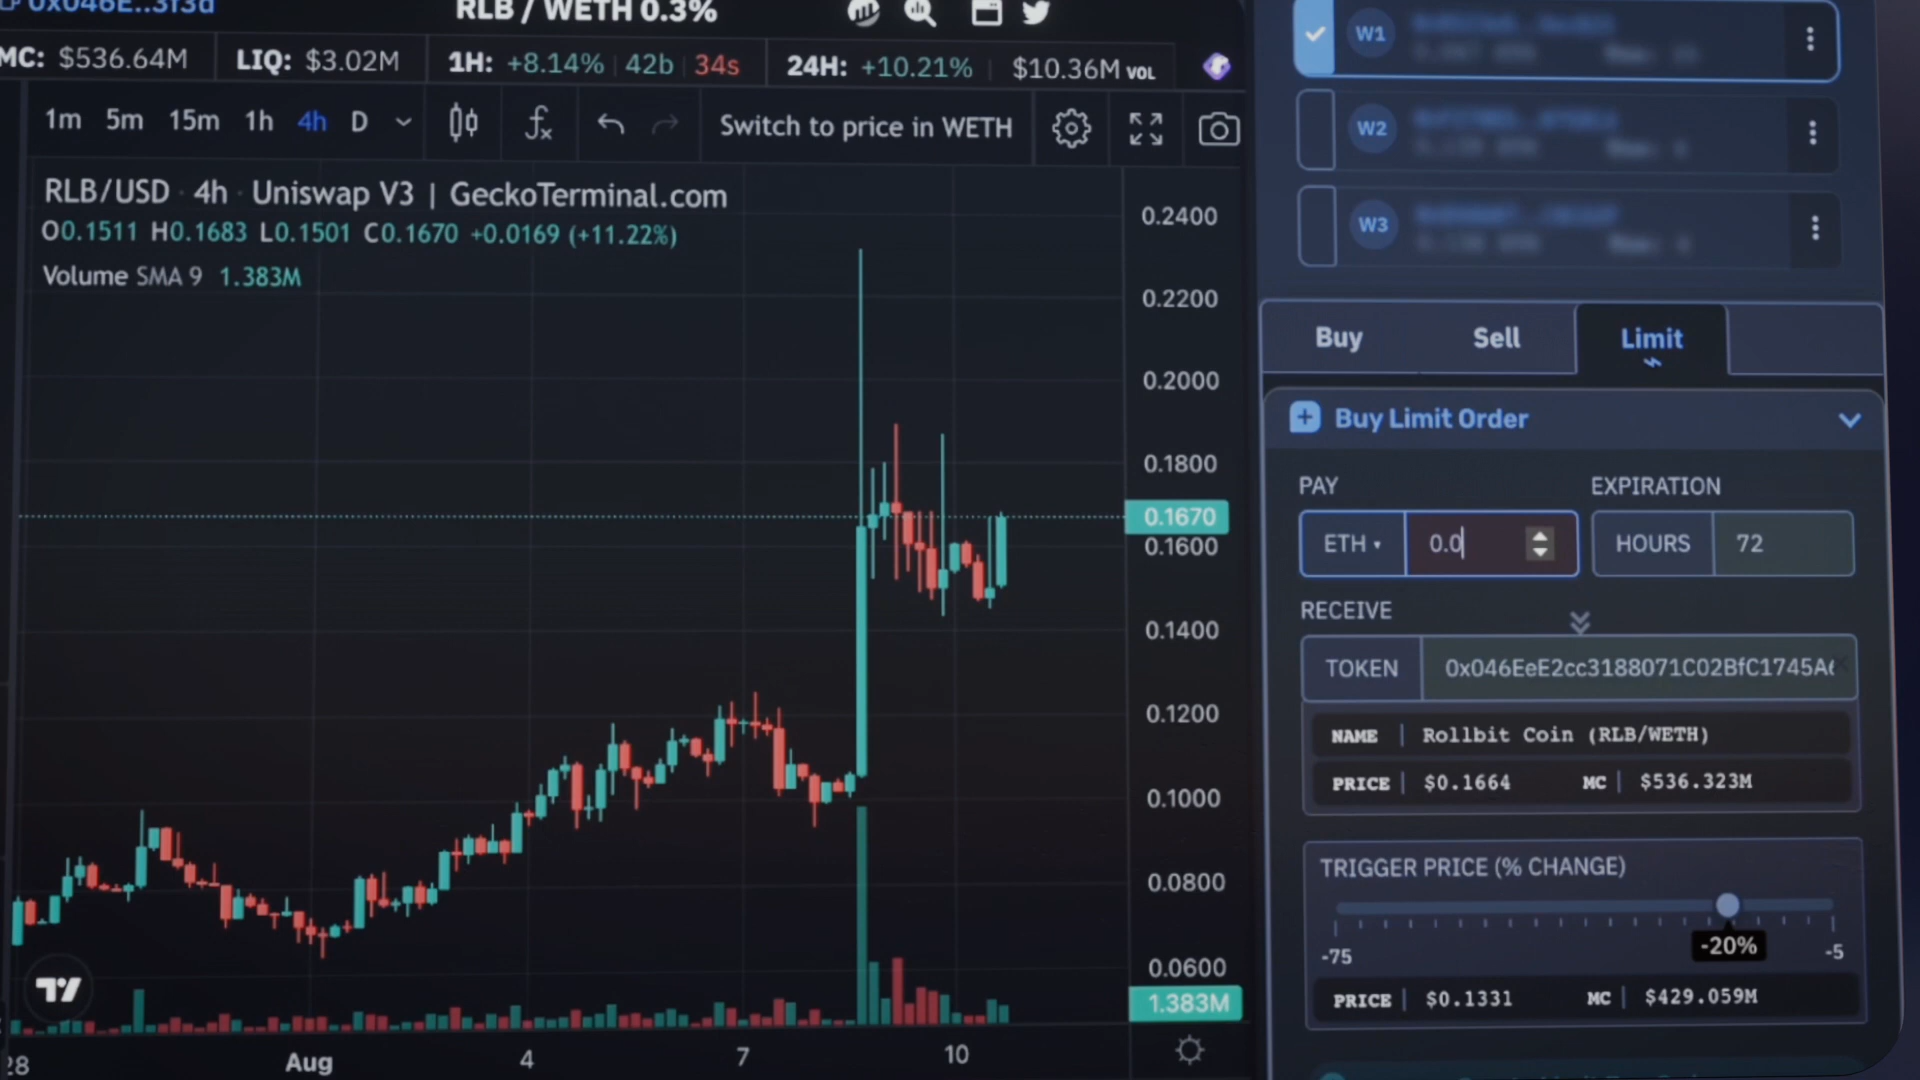 0x046E..3f3d
RLB / WETH 0.3%
MC: $536.64M
LIQ: $3.02M
1H: +8.14% 42b 34s
24H: +10.21% $10.36M VOL
1m 5m 15m 1h 4h D
Switch to price in WETH
RLB/USD · 4h · Uniswap V3 | GeckoTerminal.com
O0.1511 H0.1683 L0.1501 C0.1670 +0.0169 (+11.22%)
Volume SMA 9 1.383M
0.2400
0.2200
0.2000
0.1800
0.1670
0.1600
0.1400
0.1200
0.1000
0.0800
0.0600
1.383M
28 Aug 4 7 10
W1
W2
W3
Buy Sell Limit
Buy Limit Order
PAY EXPIRATION
ETH 0.0 HOURS 72
RECEIVE
TOKEN 0x046EeE2cc3188071C02BfC1745A
NAME | Rollbit Coin (RLB/WETH)
PRICE | $0.1664 MC | $536.323M
TRIGGER PRICE (% CHANGE)
-75 -20% -5
PRICE | $0.1331 MC | $429.059M